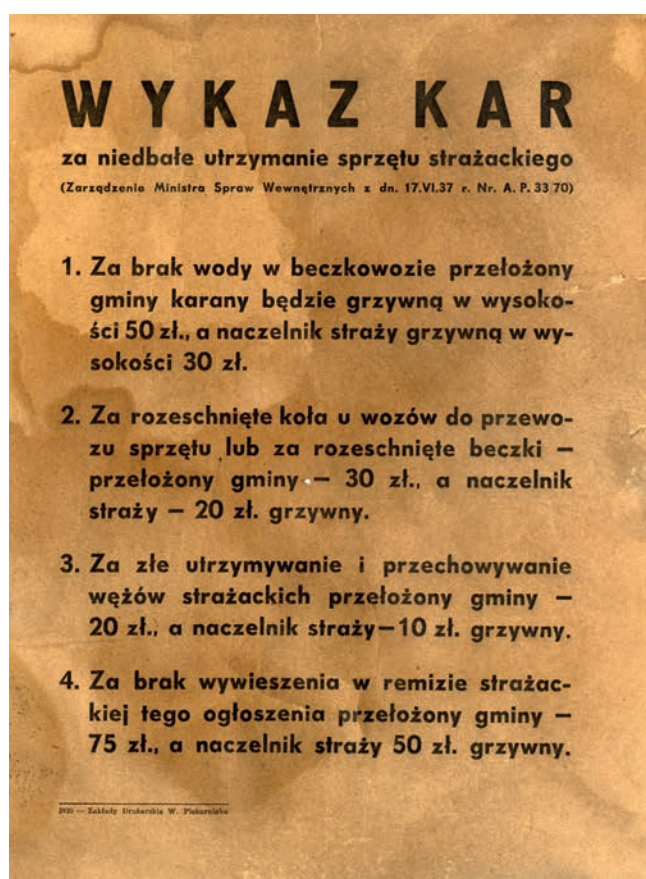 WYKAZ KAR
za niedbałe utrzymanie sprzętu strażackiego
(Zarządzenie Ministra Spraw Wewnętrznych z dn. 17.VI.37 r. Nr. A. P. 33 70)
1. Za brak wody w beczkowozie przełożony
gminy karany będzie grzywną w wysoko-
ści 50 zł., a naczelnik straży grzywną w wy-
sokości 30 zł.
2. Za rozeschnięte koła u wozów do przewo-
zu sprzętu lub za rozeschnięte beczki —
przełożony gminy — 30 zł., a naczelnik
straży — 20 zł. grzywny.
3. Za złe utrzymywanie i przechowywanie
wężów strażackich przełożony gminy —
20 zł., a naczelnik straży—10 zł. grzywny.
4. Za brak wywieszenia w remizie strażac-
kiej tego ogłoszenia przełożony gminy —
75 zł., a naczelnik straży 50 zł. grzywny.
— Zakłady Drukarskie W. Piekarniaka